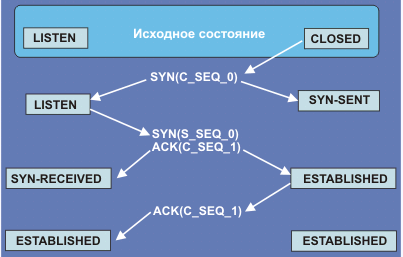 Исходное состояние
LISTEN
CLOSED
SYN(C_SEQ_0)
LISTEN
SYN-SENT
SYN(S_SEQ_0)
ACK(C_SEQ_1)
SYN-RECEIVED
ESTABLISHED
ACK(C_SEQ_1)
ESTABLISHED
ESTABLISHED